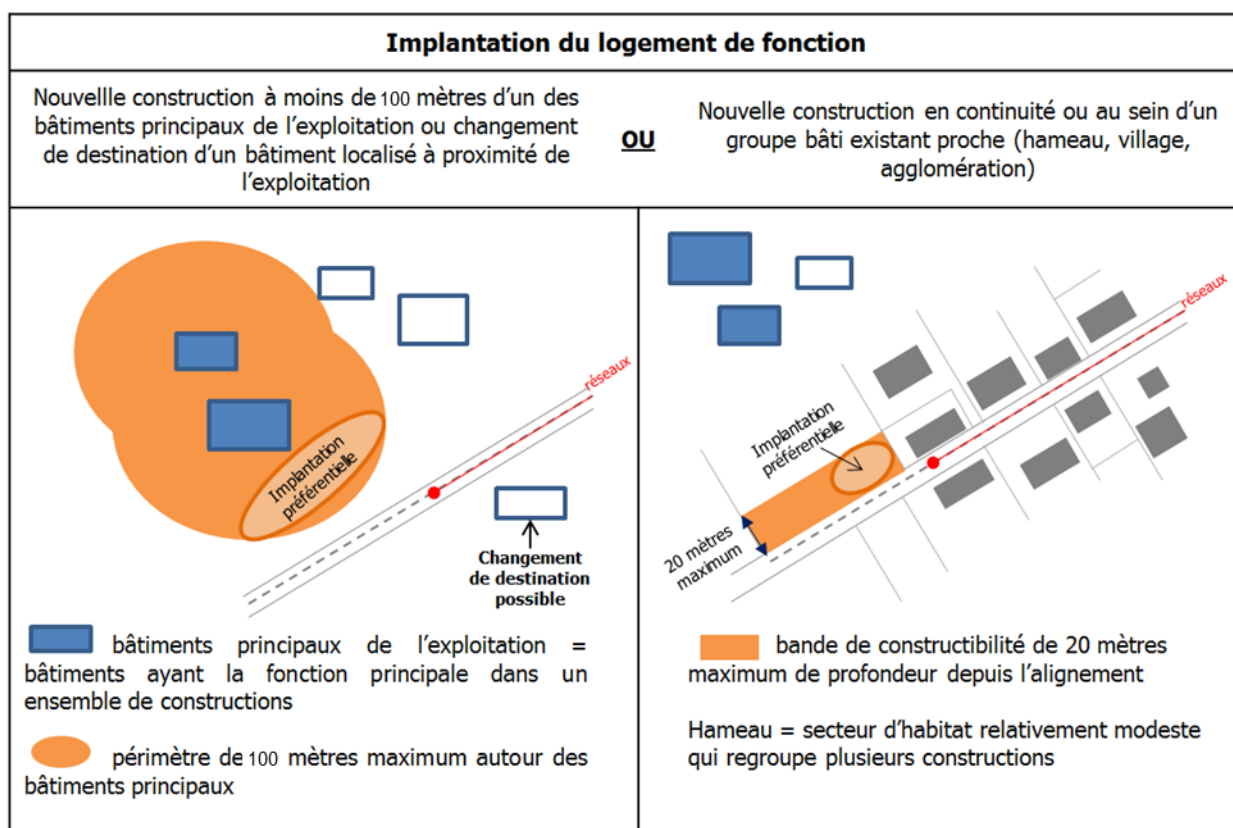 Implantation du logement de fonction
Nouvellle construction à moins de 100 mètres d'un des
bâtiments principaux de l'exploitation ou changement
de destination d'un bâtiment localisé à proximité de
l'exploitation
OU
Nouvelle construction en continuité ou au sein d'un
groupe bâti existant proche (hameau, village,
agglomération)
réseaux
Implantation
préférentielle
Changement
de destination
possible
bâtiments principaux de l'exploitation =
bâtiments ayant la fonction principale dans un
ensemble de constructions
périmètre de 100 mètres maximum autour des
bâtiments principaux
réseaux
Implantation
préférentielle
20 mètres
maximum
bande de constructibilité de 20 mètres
maximum de profondeur depuis l'alignement
Hameau = secteur d'habitat relativement modeste
qui regroupe plusieurs constructions